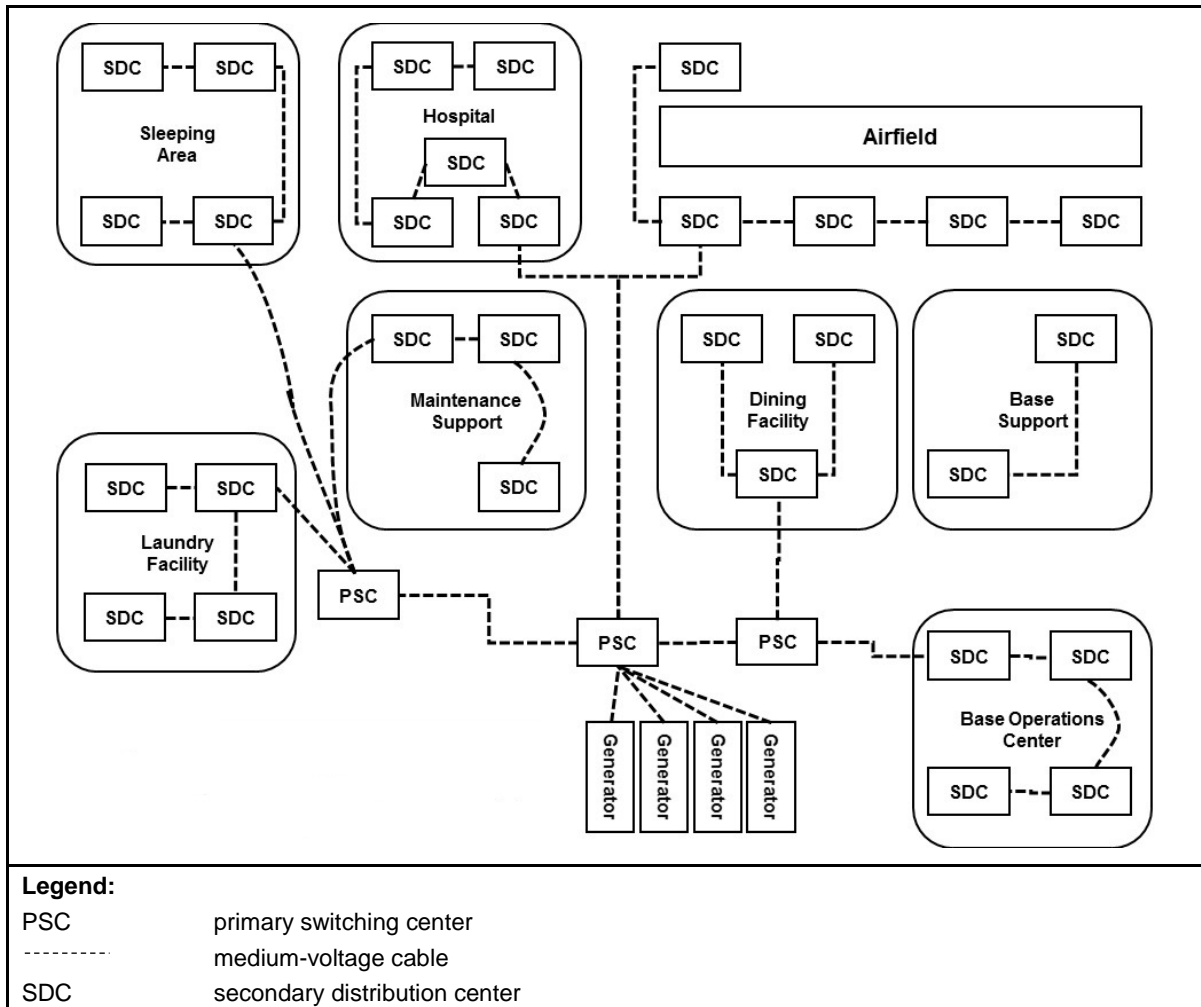 SDC SDC
Sleeping
Area
SDC SDC
SDC SDC
Hospital
SDC
SDC SDC
SDC
Airfield
SDC SDC SDC SDC
SDC SDC
Maintenance
Support
SDC
SDC SDC
Dining
Facility
SDC
SDC
Base
Support
SDC
SDC SDC
Laundry
Facility
SDC SDC
PSC
PSC
PSC
Generator
Generator
Generator
Generator
SDC SDC
Base Operations
Center
SDC SDC
Legend:
PSC primary switching center
medium-voltage cable
SDC secondary distribution center